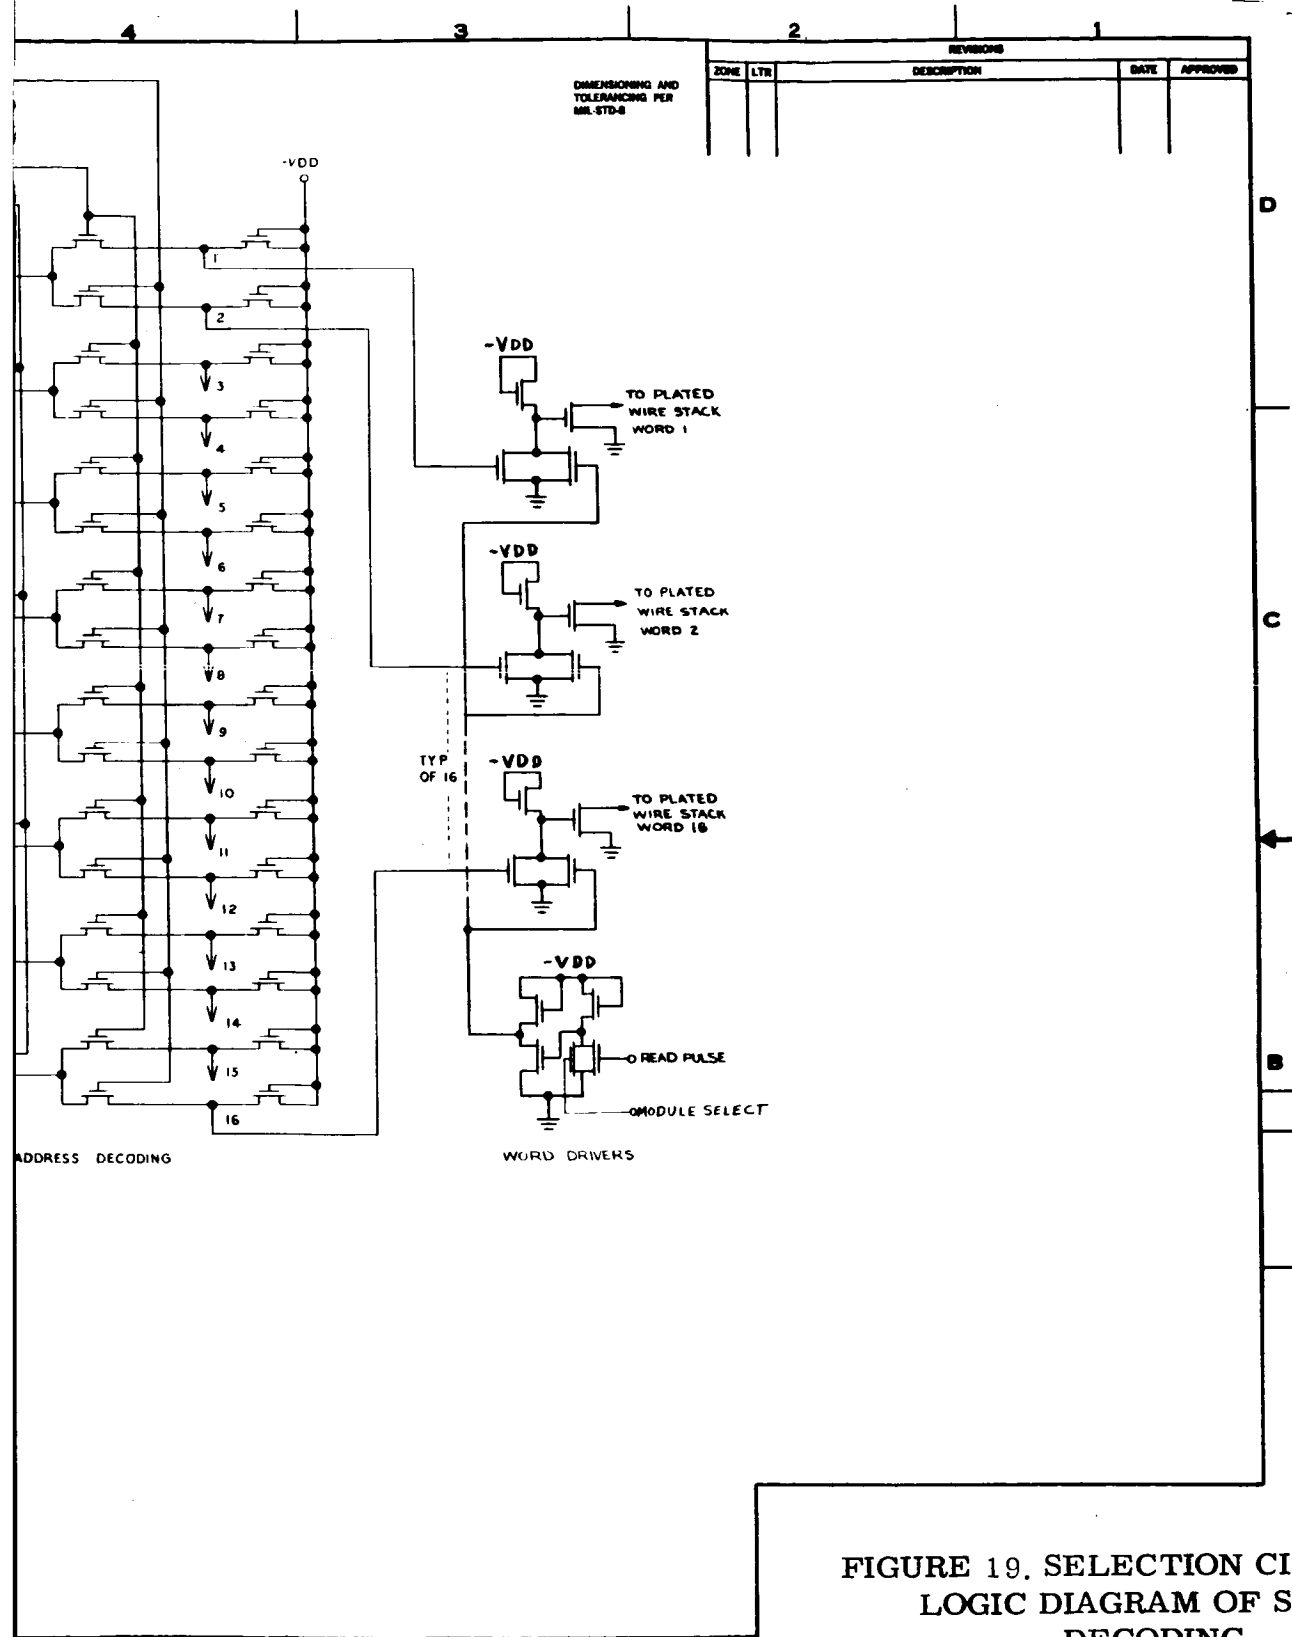 4 3 2 1
REVISIONS
ZONE LTR DESCRIPTION DATE APPROVED
DIMENSIONING AND
TOLERANCING PER
MIL-STD-8
-VDD
D
1
2
3
4
5
6
7
8
9
10
11
12
13
14
15
16
ADDRESS DECODING
-VDD
TO PLATED
WIRE STACK
WORD 1
-VDD
TO PLATED
WIRE STACK
WORD 2
C
TYP
OF 16
-VDD
TO PLATED
WIRE STACK
WORD 16
-VDD
READ PULSE
MODULE SELECT
B
WORD DRIVERS
FIGURE 19. SELECTION CI
LOGIC DIAGRAM OF S
DECODING